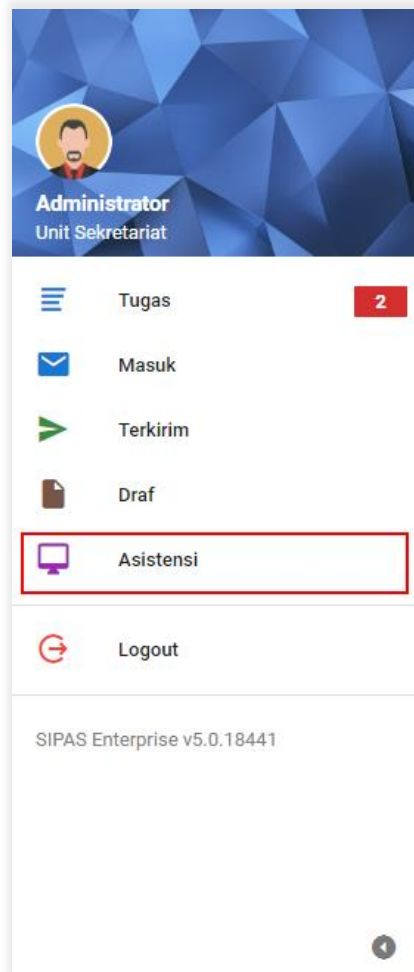 Administrator
Unit Sekretariat
Tugas 2
Masuk
Terkirim
Draf
Asistensi
Logout
SIPAS Enterprise v5.0.18441